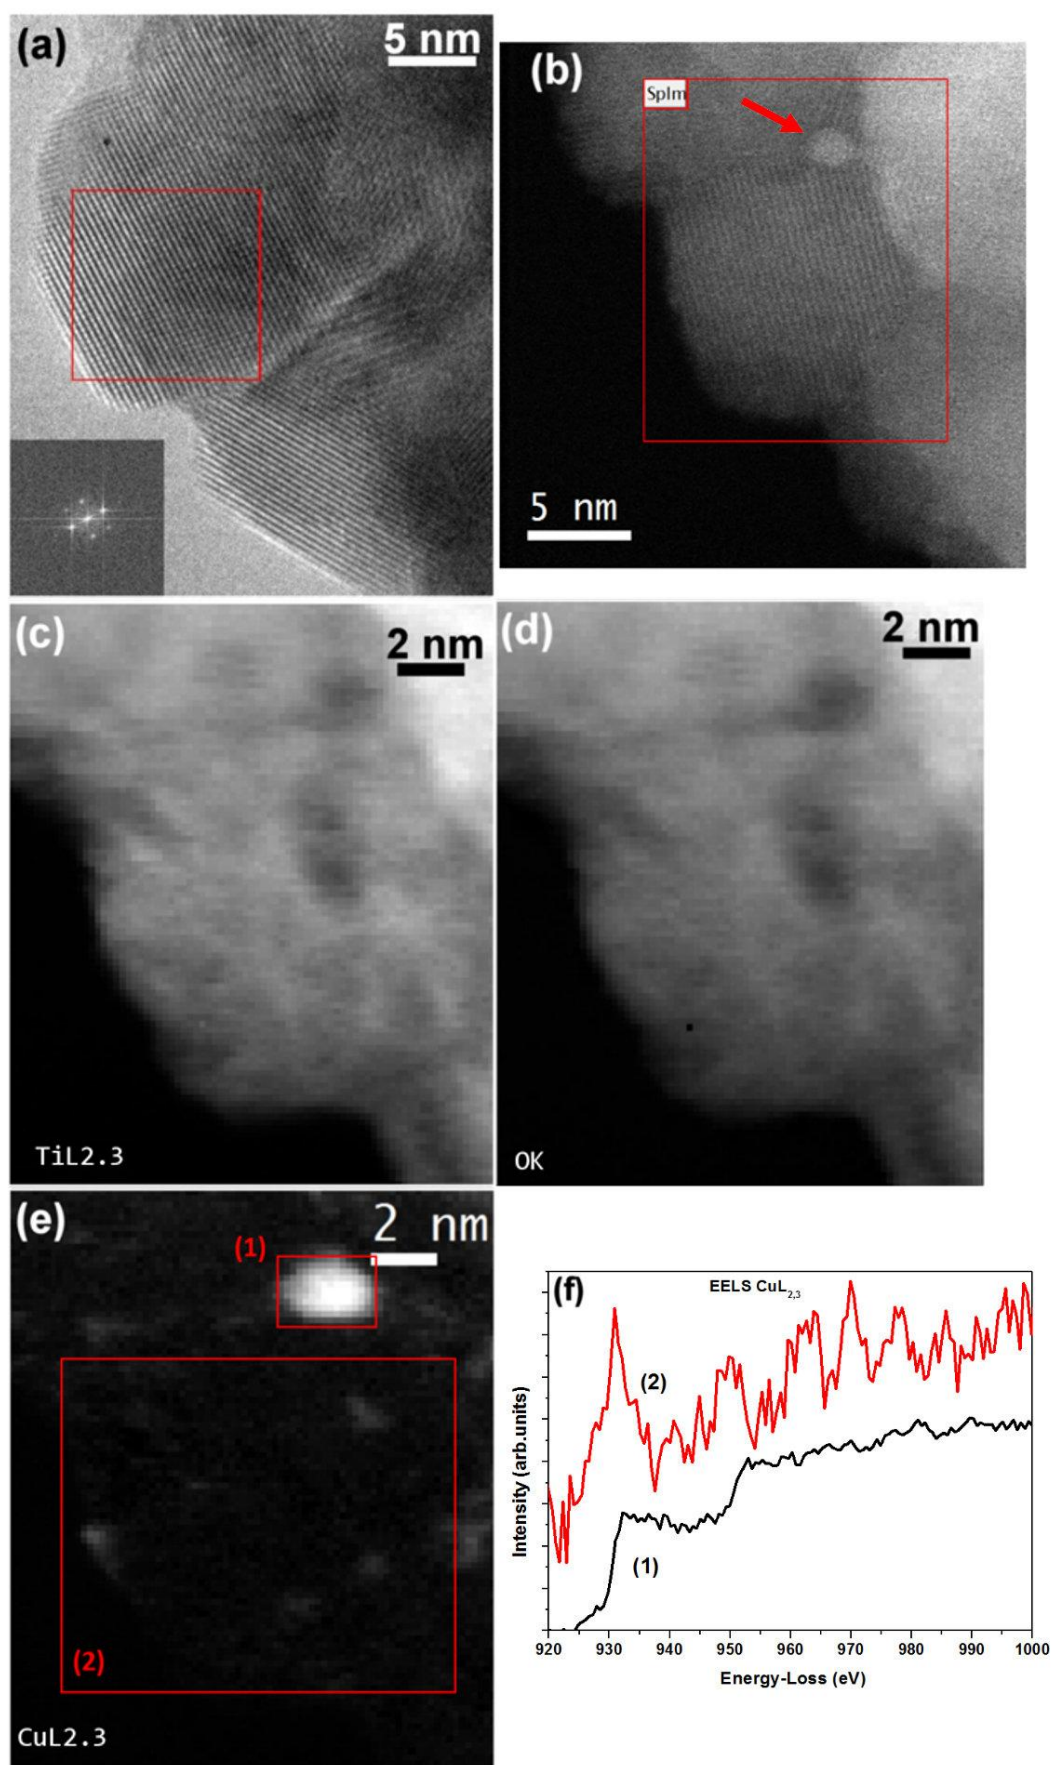 (a)
5 nm
(b)
SpIm
5 nm
(c)
2 nm
TiL2.3
(d)
2 nm
OK
(e)
2 nm
(1)
(2)
CuL2.3
(f)
EELS CuL2,3
(2)
(1)
Intensity (arb.units)
920 930 940 950 960 970 980 990 1000
Energy-Loss (eV)